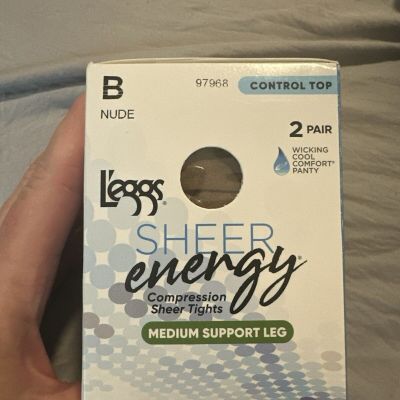 B
97968
CONTROL TOP
NUDE
2 PAIR
WICKING
COOL
COMFORT®
PANTY
L'eggs®
SHEER
energy®
Compression
Sheer Tights
MEDIUM SUPPORT LEG